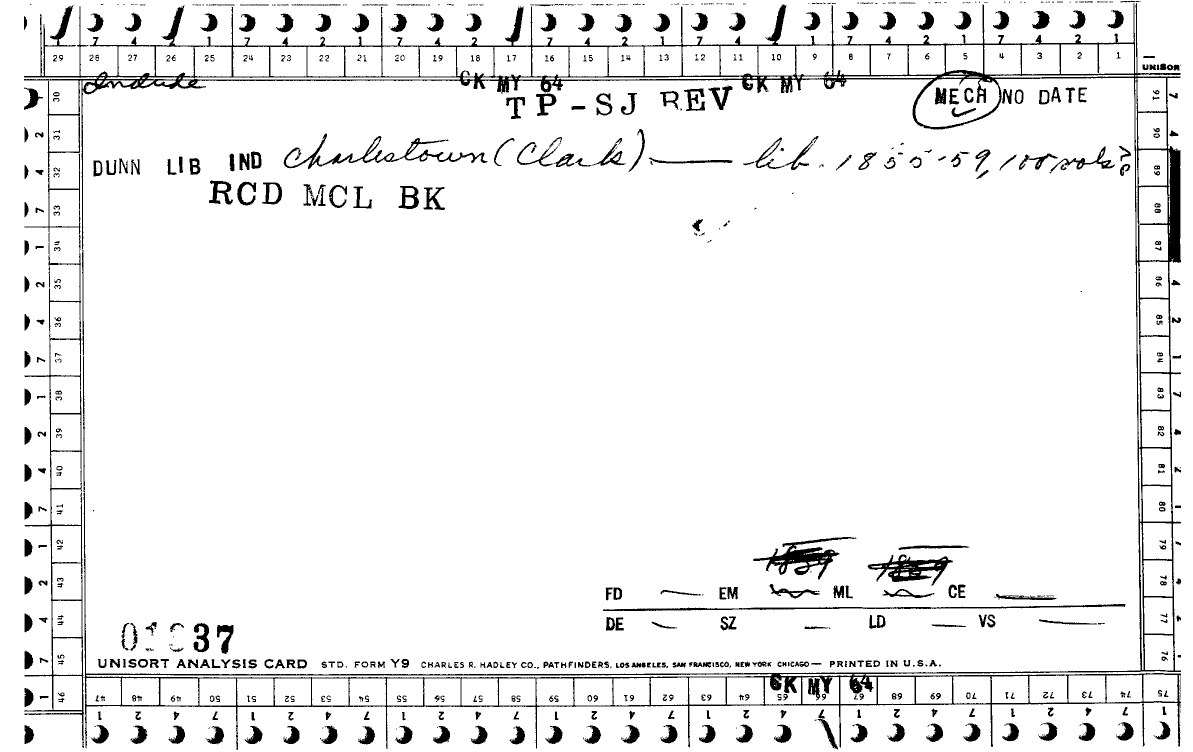 7 4 2 1 7 4 2 1 7 4 2 1 7 4 2 1 7 4 2 1 7 4 2 1
29 28 27 26 25 24 23 22 21 20 19 18 17 16 15 14 13 12 11 10 9 8 7 6 5 4 3 2 1
UNISOR
Include CK MY 64 CK MY 64
TP-SJ REV MECH NO DATE
DUNN LIB IND Charlestown (Clark) — lib. 1855-59, 100 vols
RCD MCL BK
1859 1859
FD EM ML CE
DE SZ LD VS
37
UNISORT ANALYSIS CARD STD. FORM Y9 CHARLES R. HADLEY CO., PATHFINDERS, LOS ANGELES, SAN FRANCISCO, NEW YORK CHICAGO — PRINTED IN U.S.A.
CK MY 64
30 31 32 33 34 35 36 37 38 39 40 41 42 43 44 45 46
47 48 49 50 51 52 53 54 55 56 57 58 59 60 61 62 63 64 65 66 67 68 69 70 71 72 73 74 75
91 90 89 88 87 86 85 84 83 82 81 80 79 78 77 76